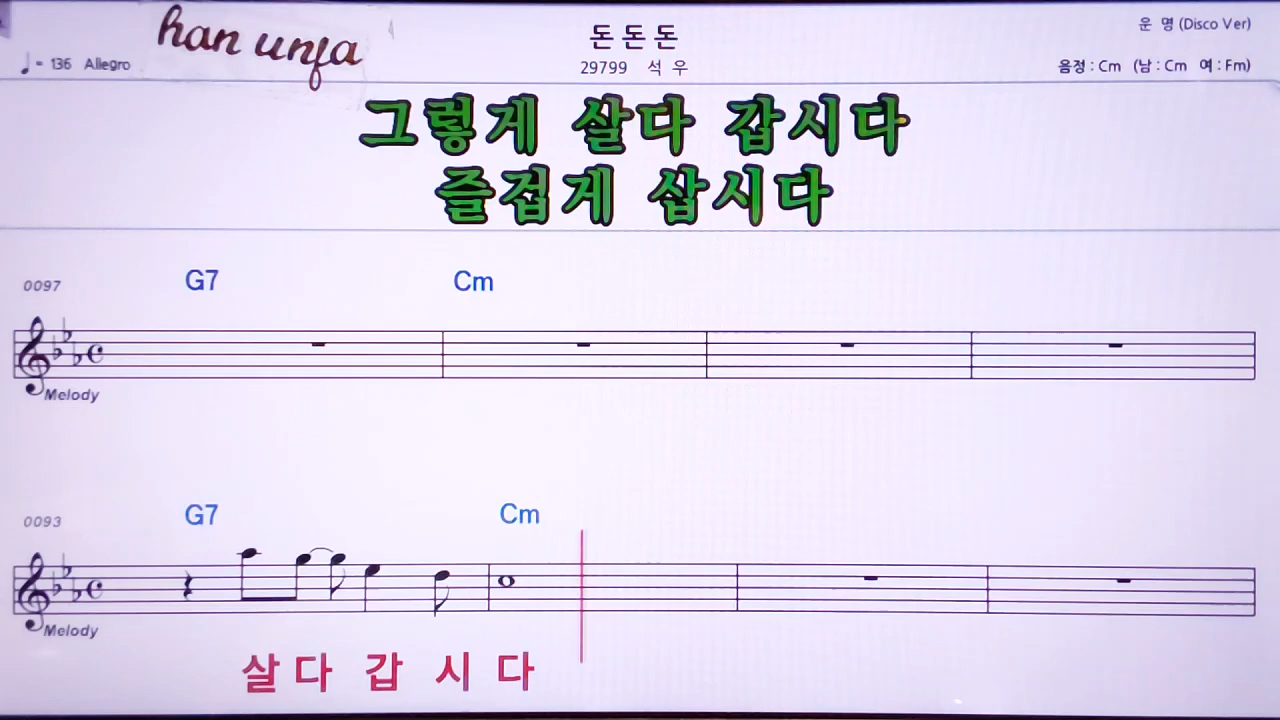 han unfa
돈 돈 돈
운 명 (Disco Ver)
♩= 136 Allegro
29799 석 우
음정 : Cm (남 : Cm 여 : Fm)
그렇게 살다 갑시다
즐겁게 삽시다
0097
G7 Cm
Melody
0093
G7 Cm
Melody
살 다 갑 시 다